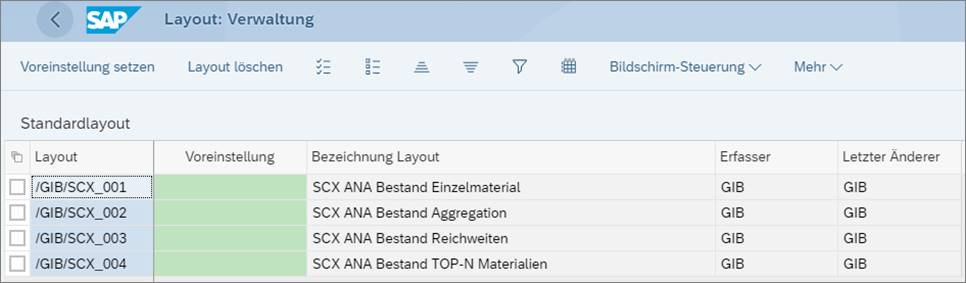 SAP Layout: Verwaltung
Voreinstellung setzen Layout löschen Bildschirm-Steuerung Mehr
Standardlayout
Layout Voreinstellung Bezeichnung Layout Erfasser Letzter Änderer
/GIB/SCX_001 SCX ANA Bestand Einzelmaterial GIB GIB
/GIB/SCX_002 SCX ANA Bestand Aggregation GIB GIB
/GIB/SCX_003 SCX ANA Bestand Reichweiten GIB GIB
/GIB/SCX_004 SCX ANA Bestand TOP-N Materialien GIB GIB